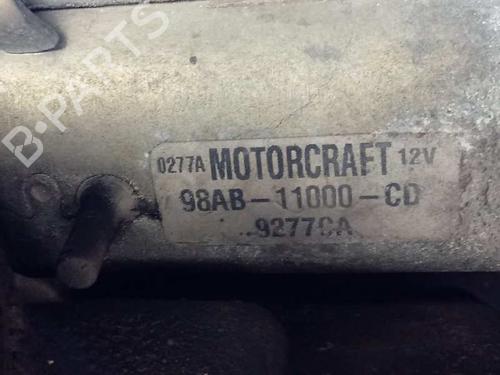 B-PARTS
0277A MOTORCRAFT 12V
98AB-11000-CD
9277CA